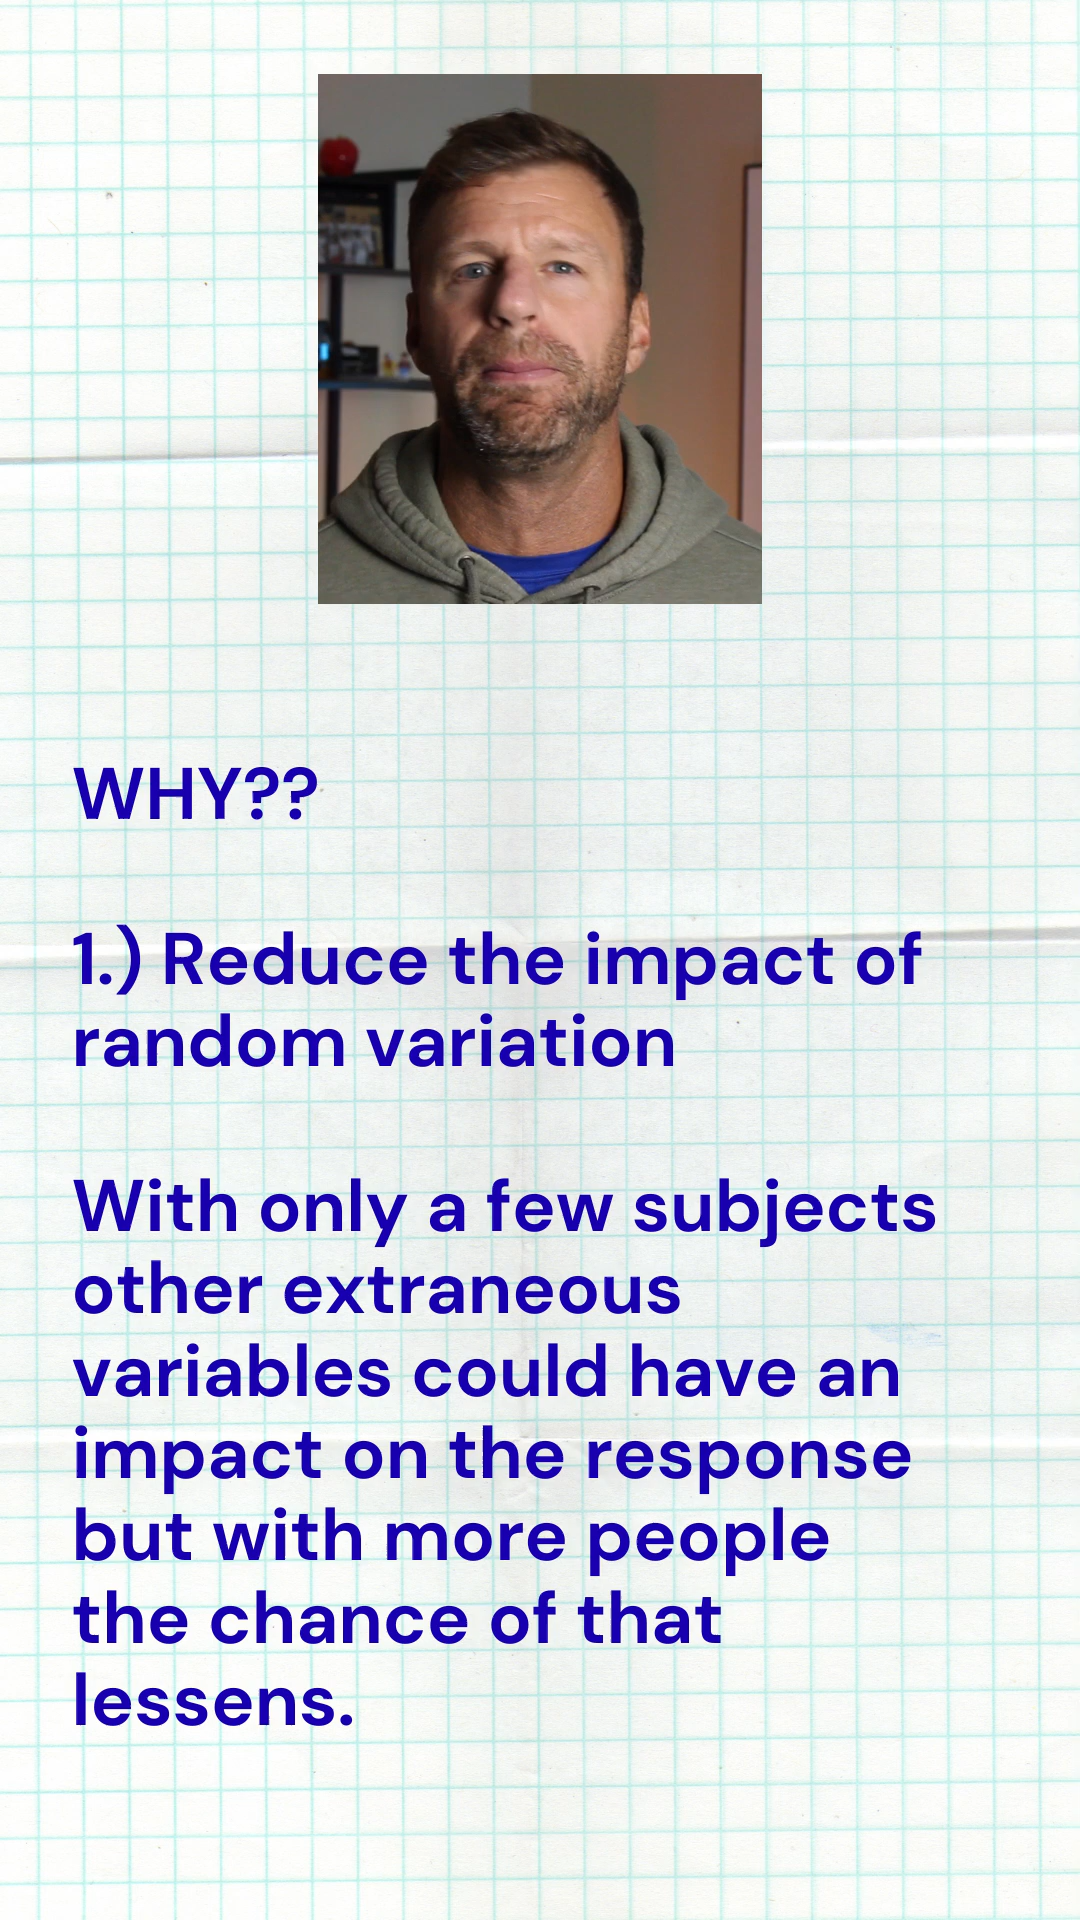 WHY??
1.) Reduce the impact of
random variation
With only a few subjects
other extraneous
variables could have an
impact on the response
but with more people
the chance of that
lessens.